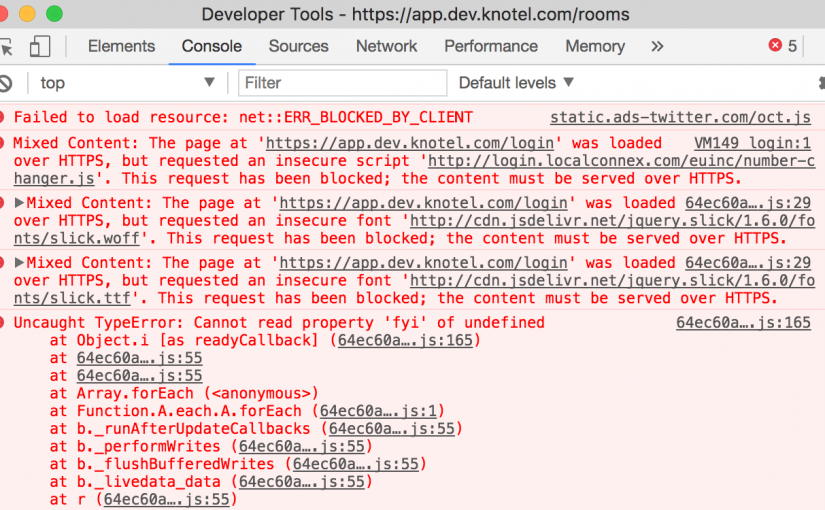 Developer Tools - https://app.dev.knotel.com/rooms
Elements Console Sources Network Performance Memory » 5
top ▼ Filter Default levels ▼
Failed to load resource: net::ERR_BLOCKED_BY_CLIENT static.ads-twitter.com/oct.js
Mixed Content: The page at 'https://app.dev.knotel.com/login' was loaded VM149 login:1
over HTTPS, but requested an insecure script 'http://login.localconnex.com/euinc/number-c
hanger.js'. This request has been blocked; the content must be served over HTTPS.
▶Mixed Content: The page at 'https://app.dev.knotel.com/login' was loaded 64ec60a….js:29
over HTTPS, but requested an insecure font 'http://cdn.jsdelivr.net/jquery.slick/1.6.0/fo
nts/slick.woff'. This request has been blocked; the content must be served over HTTPS.
▶Mixed Content: The page at 'https://app.dev.knotel.com/login' was loaded 64ec60a….js:29
over HTTPS, but requested an insecure font 'http://cdn.jsdelivr.net/jquery.slick/1.6.0/fo
nts/slick.ttf'. This request has been blocked; the content must be served over HTTPS.
Uncaught TypeError: Cannot read property 'fyi' of undefined 64ec60a….js:165
at Object.i [as readyCallback] (64ec60a….js:165)
at 64ec60a….js:55
at 64ec60a….js:55
at Array.forEach (<anonymous>)
at Function.A.each.A.forEach (64ec60a….js:1)
at b._runAfterUpdateCallbacks (64ec60a….js:55)
at b._performWrites (64ec60a….js:55)
at b._flushBufferedWrites (64ec60a….js:55)
at b._livedata_data (64ec60a….js:55)
at r (64ec60a….js:55)